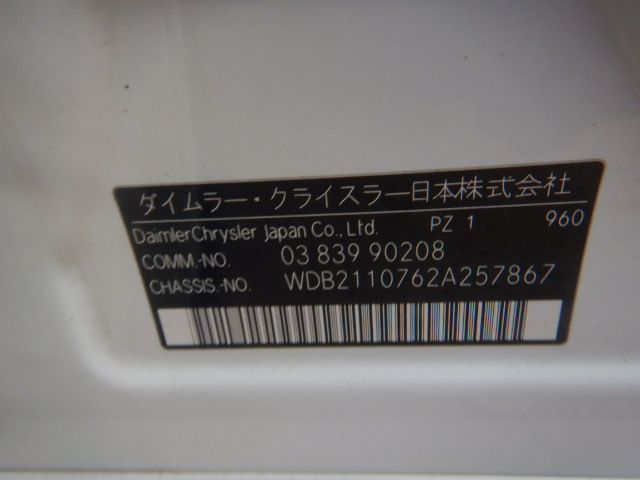 ダイムラー・クライスラー日本株式会社
DaimlerChrysler Japan Co., Ltd. PZ 1 960
COMM.-NO. 03 839 90208
CHASSIS.-NO. WDB2110762A257867